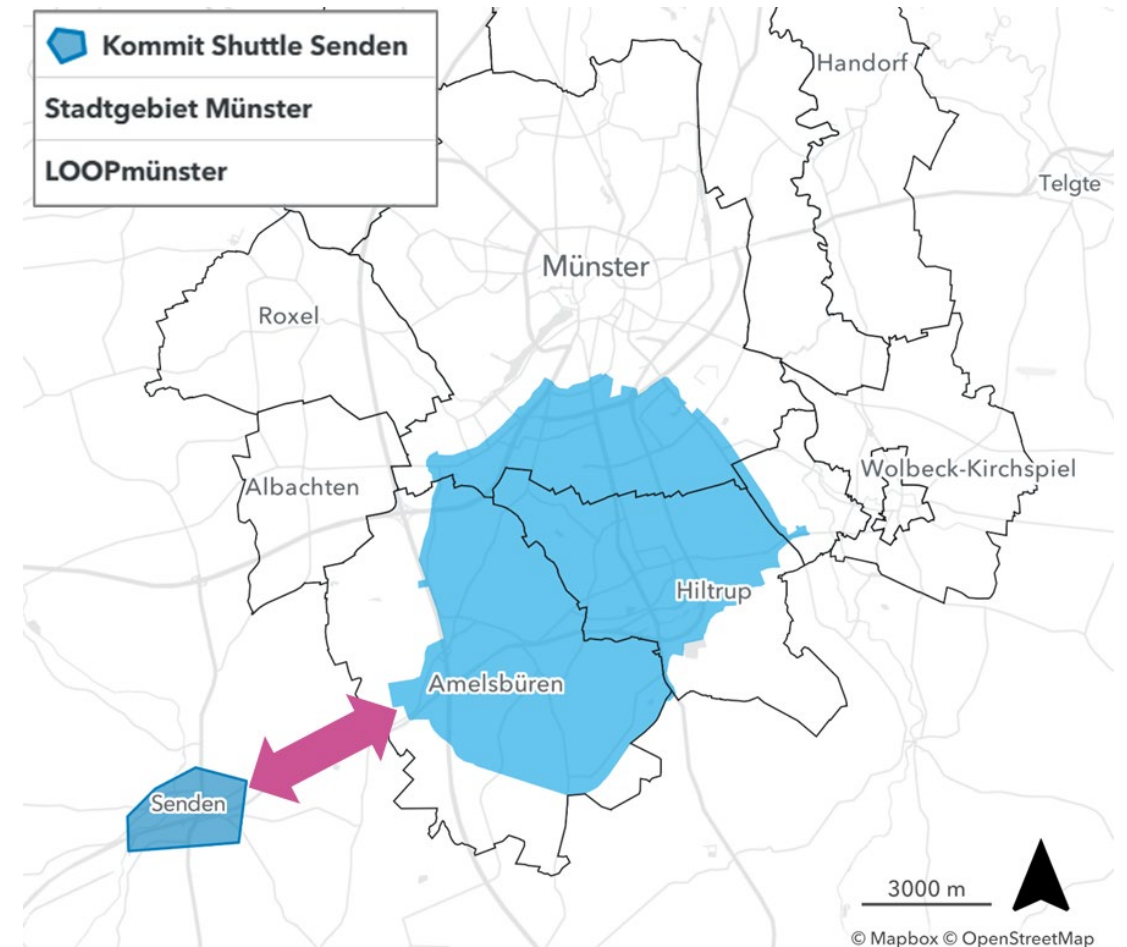 Kommit Shuttle Senden
Stadtgebiet Münster
LOOPmünster
Handorf
Telgte
Münster
Roxel
Wolbeck-Kirchspiel
Albachten
Hiltrup
Amelsbüren
Senden
3000 m
© Mapbox © OpenStreetMap